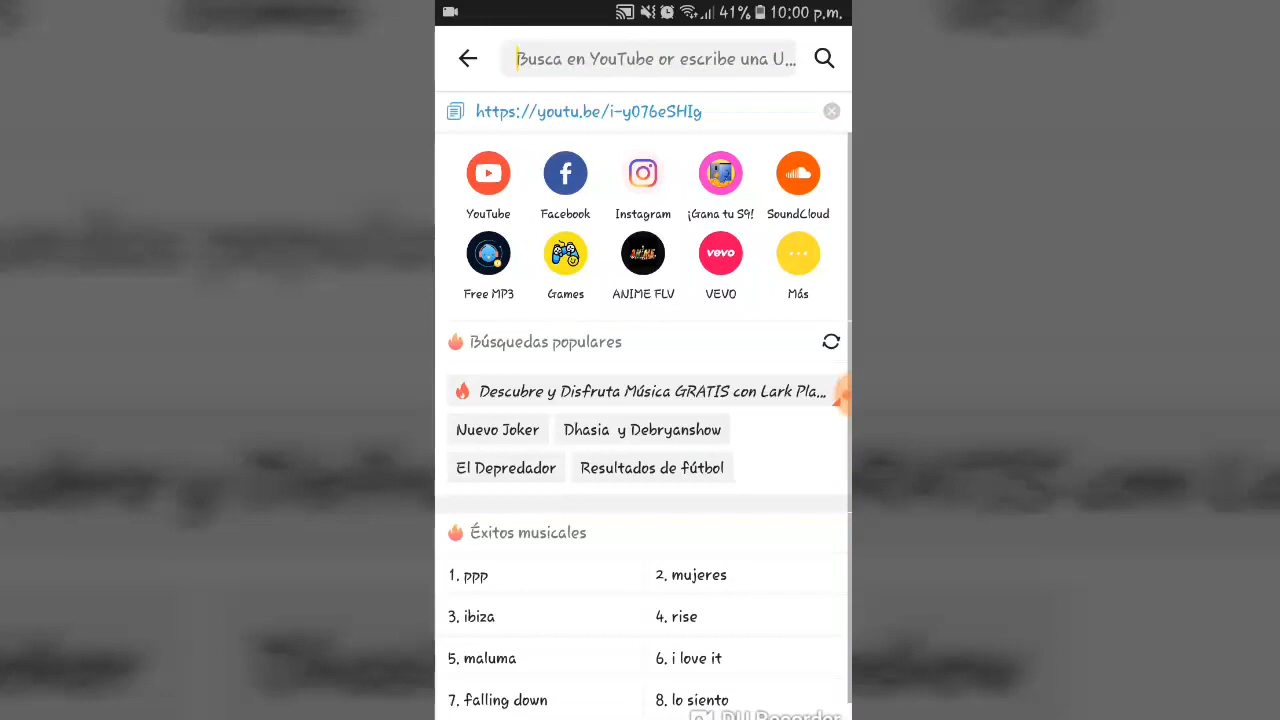 41% 10:00 p.m.
Busca en YouTube or escribe una U...
https://youtu.be/i-y076eSHIg
YouTube Facebook Instagram ¡Gana tu S9! SoundCloud
vevo
Free MP3 Games ANIME FLV VEVO Más
Búsquedas populares
Descubre y Disfruta Música GRATIS con Lark Pla...
Nuevo Joker Dhasia y Debryanshow
El Depredador Resultados de fútbol
Éxitos musicales
1. ppp 2. mujeres
3. ibiza 4. rise
5. maluma 6. i love it
7. falling down 8. lo siento
DU Recorder